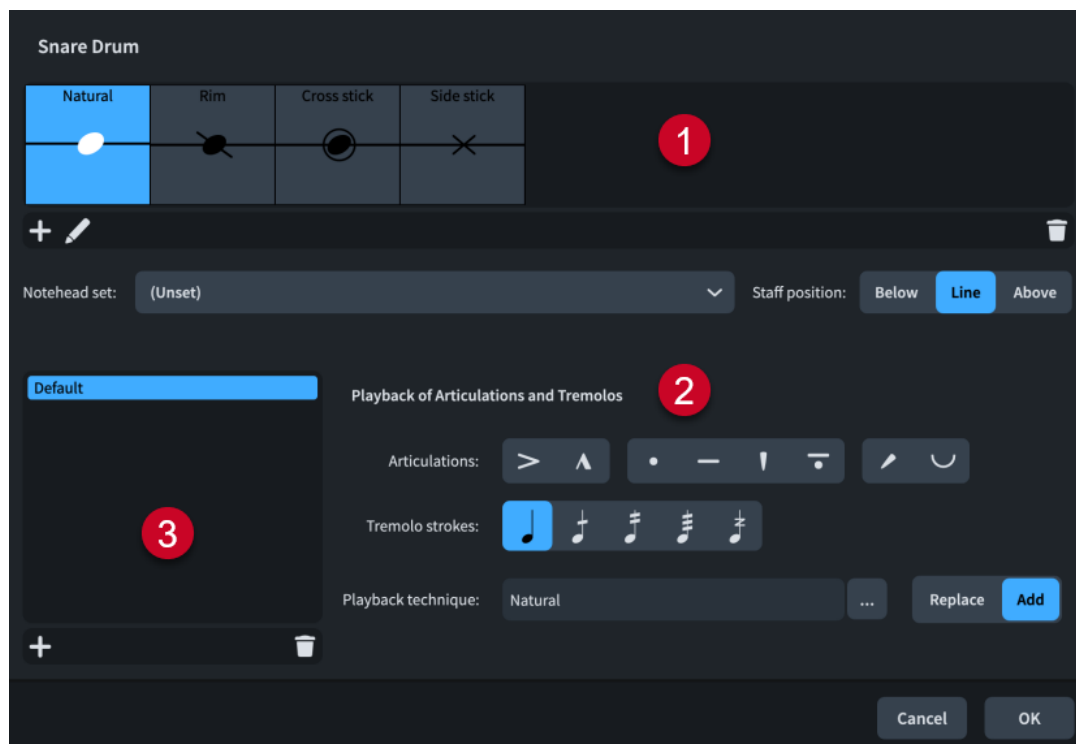 Snare Drum
Natural Rim Cross stick Side stick
1
Notehead set: (Unset) Staff position: Below Line Above
Default
Playback of Articulations and Tremolos 2
Articulations:
Tremolo strokes:
3
Playback technique: Natural ... Replace Add
Cancel OK